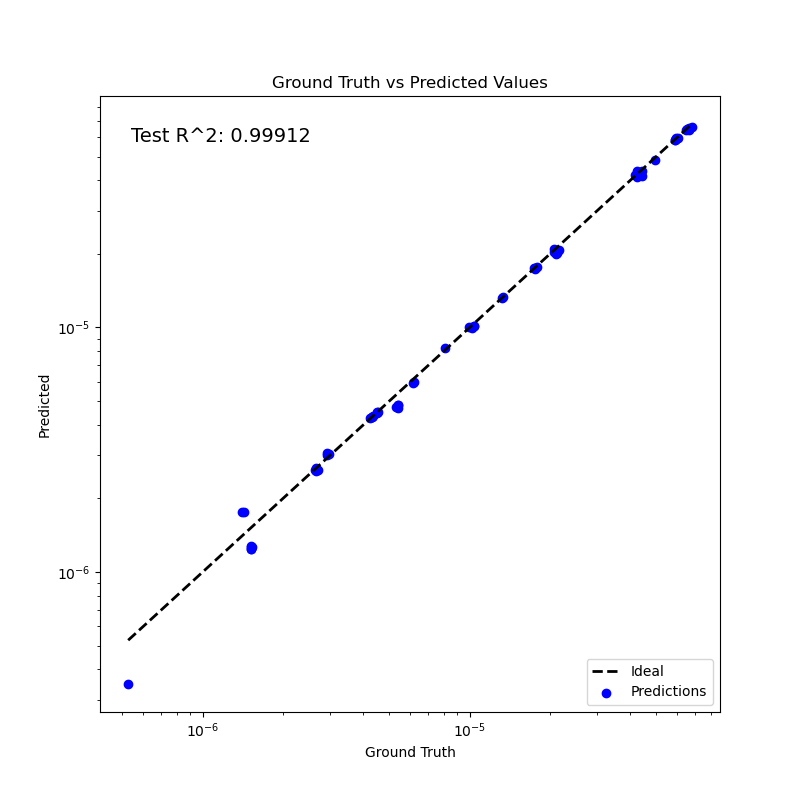 Ground Truth vs Predicted Values
Test R^2: 0.99912
Predicted
10⁻⁵
10⁻⁶
10⁻⁶
10⁻⁵
Ground Truth
Ideal
Predictions